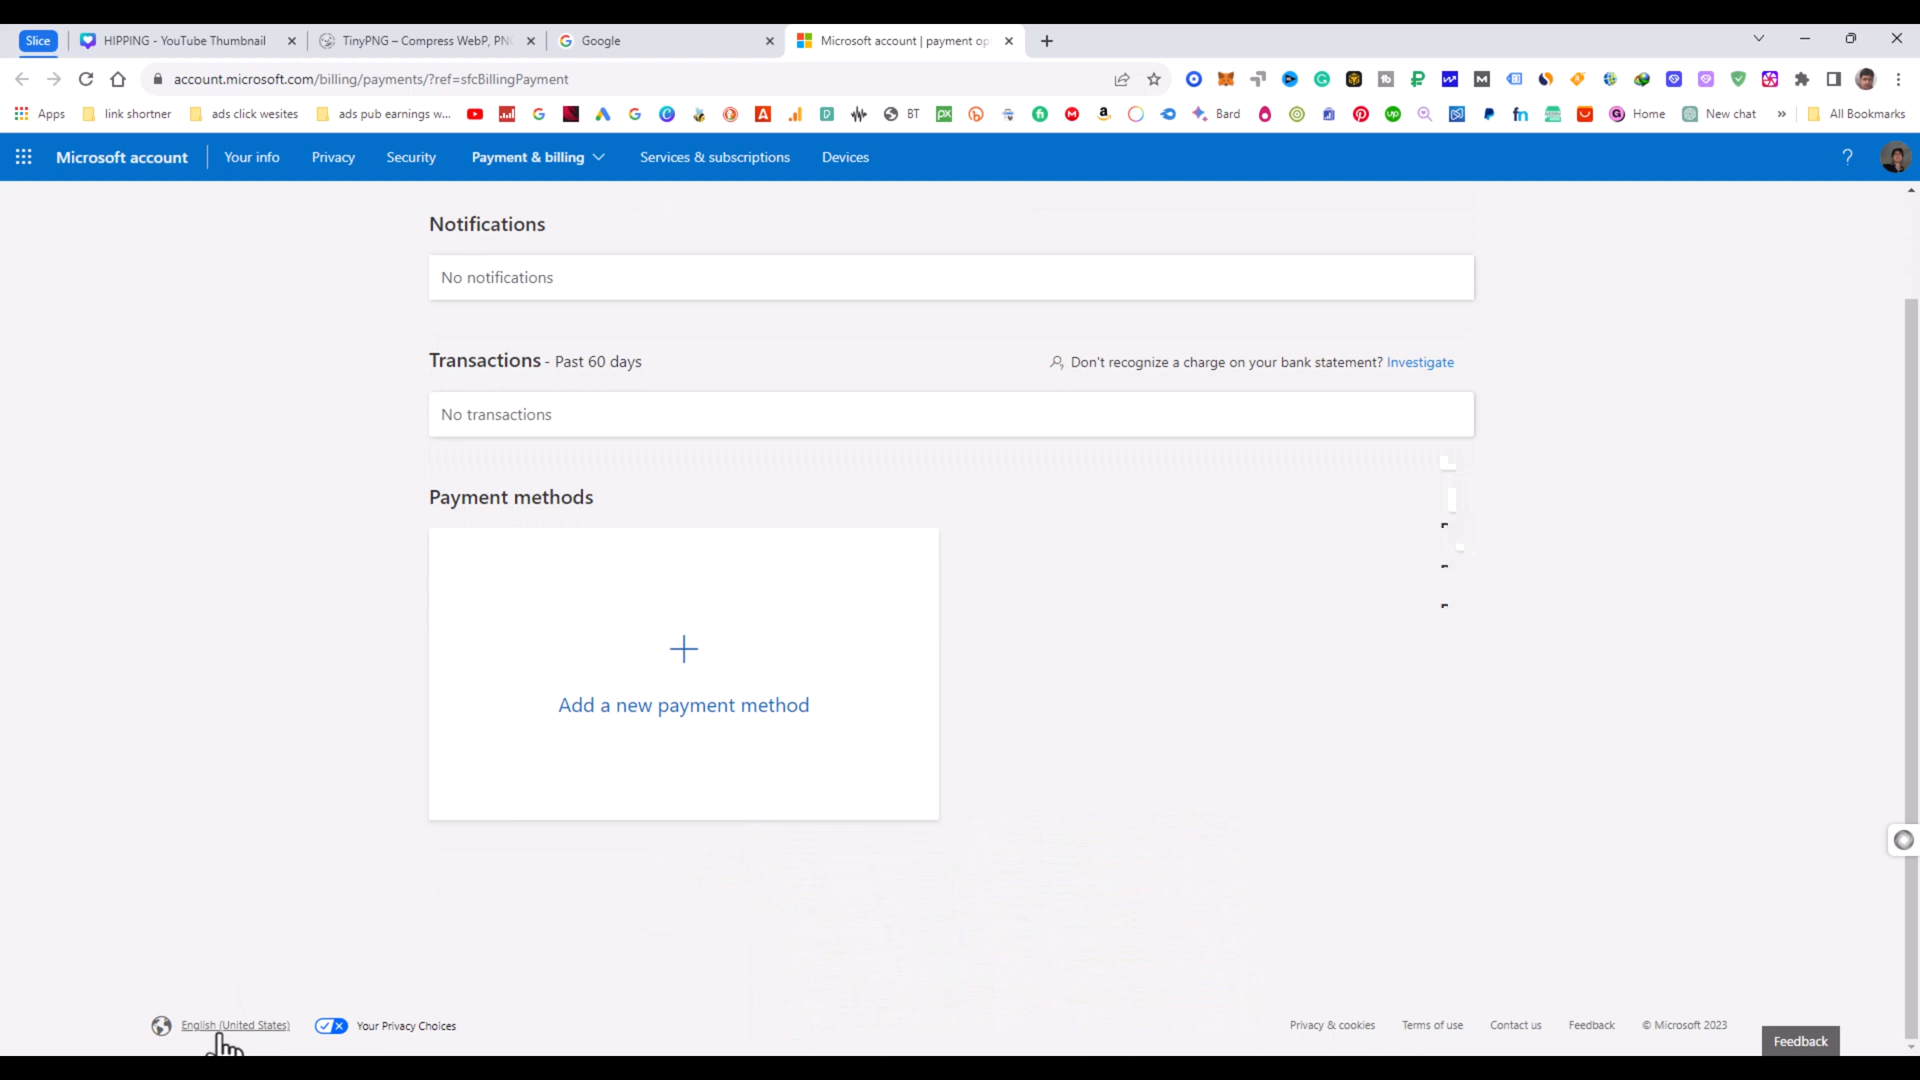 Slice
HIPPING - YouTube Thumbnail
TinyPNG – Compress WebP, PN
Google
Microsoft account | payment op
account.microsoft.com/billing/payments/?ref=sfcBillingPayment
Apps
link shortner
ads click wesites
ads pub earnings w...
BT
Bard
Home
New chat
»
All Bookmarks
Microsoft account
Your info
Privacy
Security
Payment & billing
Services & subscriptions
Devices
?
Notifications
No notifications
Transactions - Past 60 days
Don't recognize a charge on your bank statement? Investigate
No transactions
Payment methods
Add a new payment method
English (United States)
Your Privacy Choices
Privacy & cookies
Terms of use
Contact us
Feedback
© Microsoft 2023
Feedback